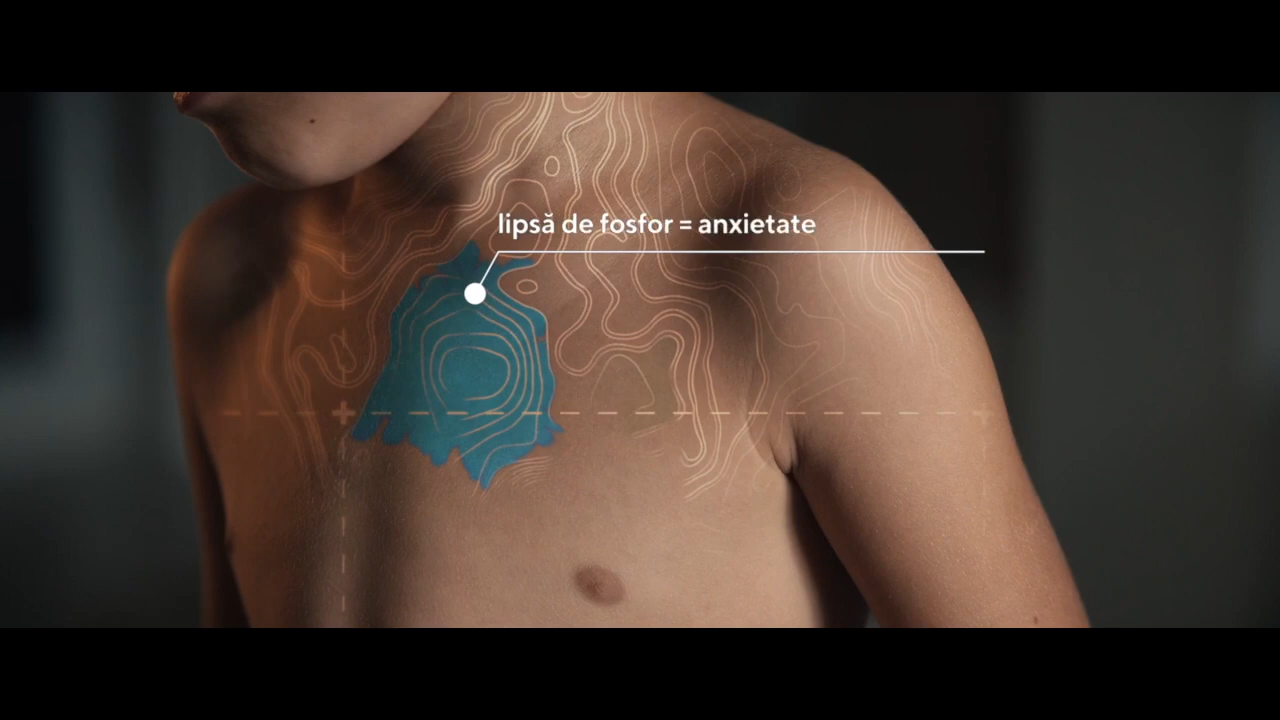 lipsă de fosfor = anxietate